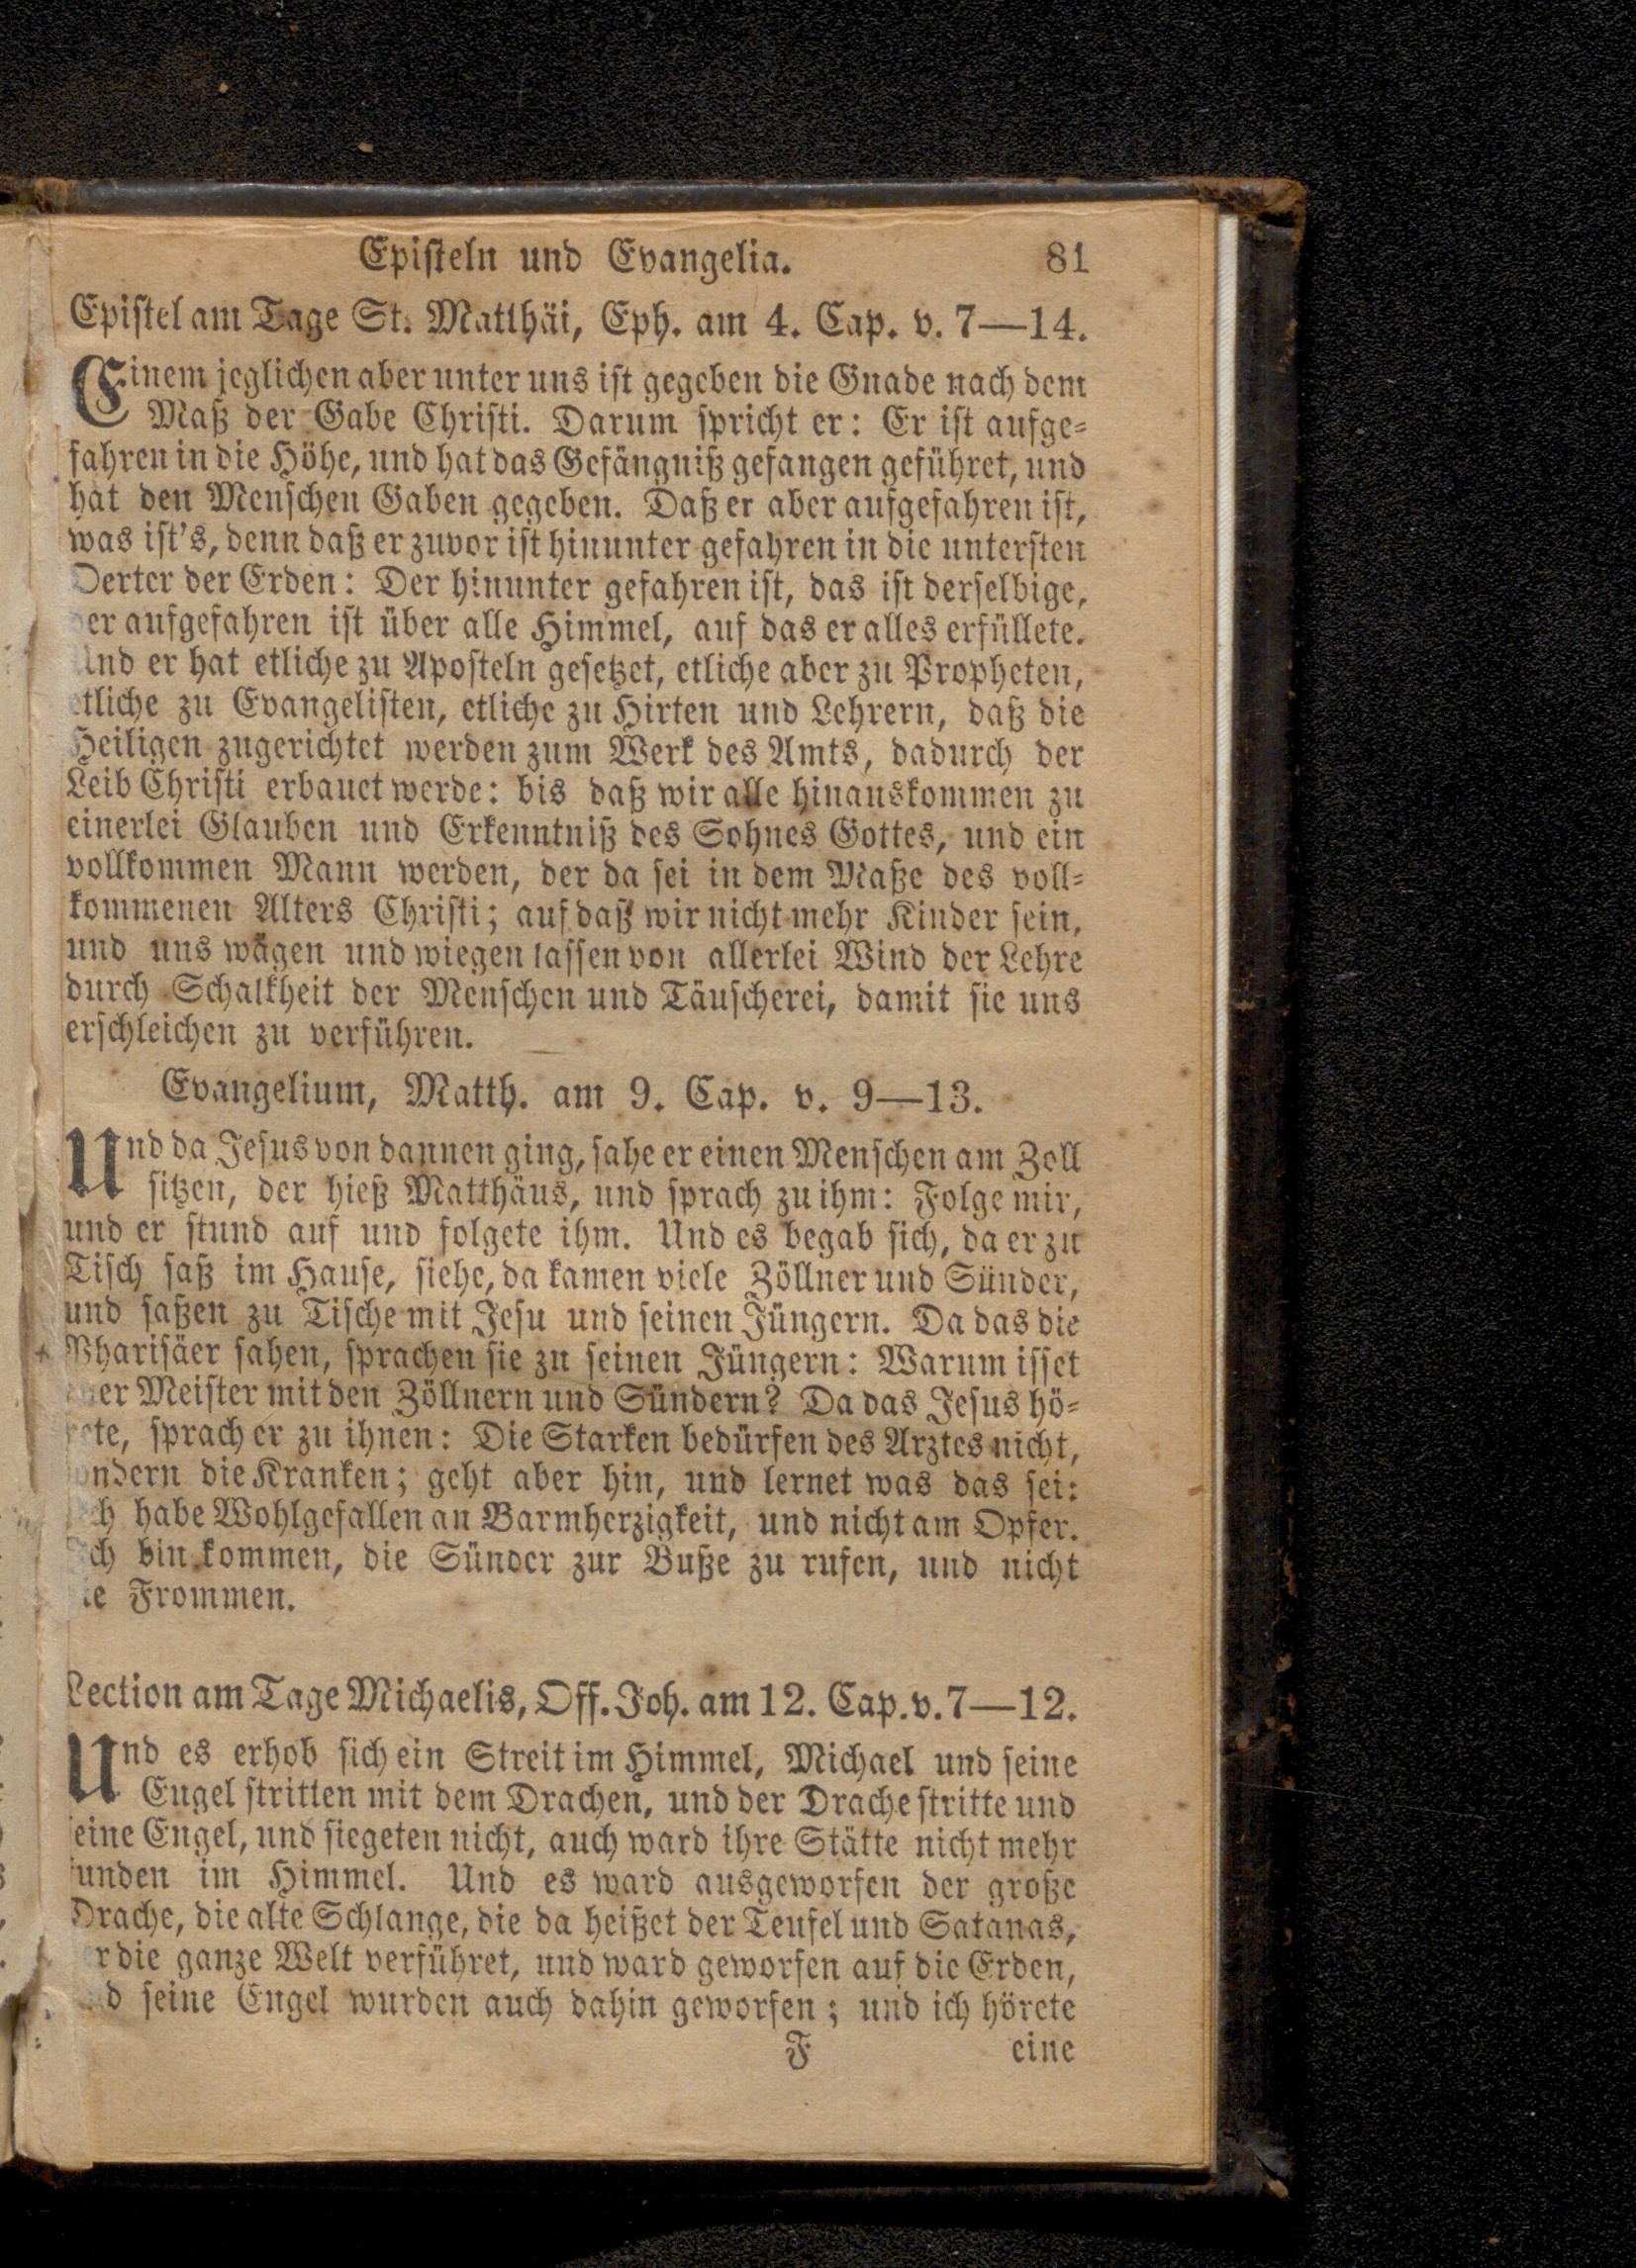 Episteln und Evangelia. 81
Epistel am Tage St. Matthäi, Eph. am 4. Cap. v. 7—14.
Einem jeglichen aber unter uns ist gegeben die Gnade nach dem
Maß der Gabe Christi. Darum spricht er: Er ist aufge-
fahren in die Höhe, und hat das Gefängniß gefangen geführet, und
hat den Menschen Gaben gegeben. Daß er aber aufgefahren ist,
was ist's, denn daß er zuvor ist hinunter gefahren in die untersten
Oerter der Erden: Der hinunter gefahren ist, das ist derselbige,
der aufgefahren ist über alle Himmel, auf das er alles erfüllete.
Und er hat etliche zu Aposteln gesetzet, etliche aber zu Propheten,
etliche zu Evangelisten, etliche zu Hirten und Lehrern, daß die
Heiligen zugerichtet werden zum Werk des Amts, dadurch der
Leib Christi erbauet werde: bis daß wir alle hinauskommen zu
einerlei Glauben und Erkenntniß des Sohnes Gottes, und ein
vollkommen Mann werden, der da sei in dem Maße des voll-
kommenen Alters Christi; auf daß wir nicht mehr Kinder sein,
und uns wägen und wiegen lassen von allerlei Wind der Lehre
durch Schalkheit der Menschen und Täuscherei, damit sie uns
erschleichen zu verführen.
Evangelium, Matth. am 9. Cap. v. 9—13.
Und da Jesus von dannen ging, sahe er einen Menschen am Zoll
sitzen, der hieß Matthäus, und sprach zu ihm: Folge mir,
und er stund auf und folgete ihm. Und es begab sich, da er zu
Tisch saß im Hause, siehe, da kamen viele Zöllner und Sünder,
und saßen zu Tische mit Jesu und seinen Jüngern. Da das die
Pharisäer sahen, sprachen sie zu seinen Jüngern: Warum isset
euer Meister mit den Zöllnern und Sündern? Da das Jesus hö-
rete, sprach er zu ihnen: Die Starken bedürfen des Arztes nicht,
sondern die Kranken; geht aber hin, und lernet was das sei:
Ich habe Wohlgefallen an Barmherzigkeit, und nicht am Opfer.
Ich bin kommen, die Sünder zur Buße zu rufen, und nicht
die Frommen.
Lection am Tage Michaelis, Off. Joh. am 12. Cap. v. 7—12.
Und es erhob sich ein Streit im Himmel, Michael und seine
Engel stritten mit dem Drachen, und der Drache stritte und
seine Engel, und siegeten nicht, auch ward ihre Stätte nicht mehr
funden im Himmel. Und es ward ausgeworfen der große
Drache, die alte Schlange, die da heißet der Teufel und Satanas,
r die ganze Welt verführet, und ward geworfen auf die Erden,
d seine Engel wurden auch dahin geworfen; und ich hörete
F eine